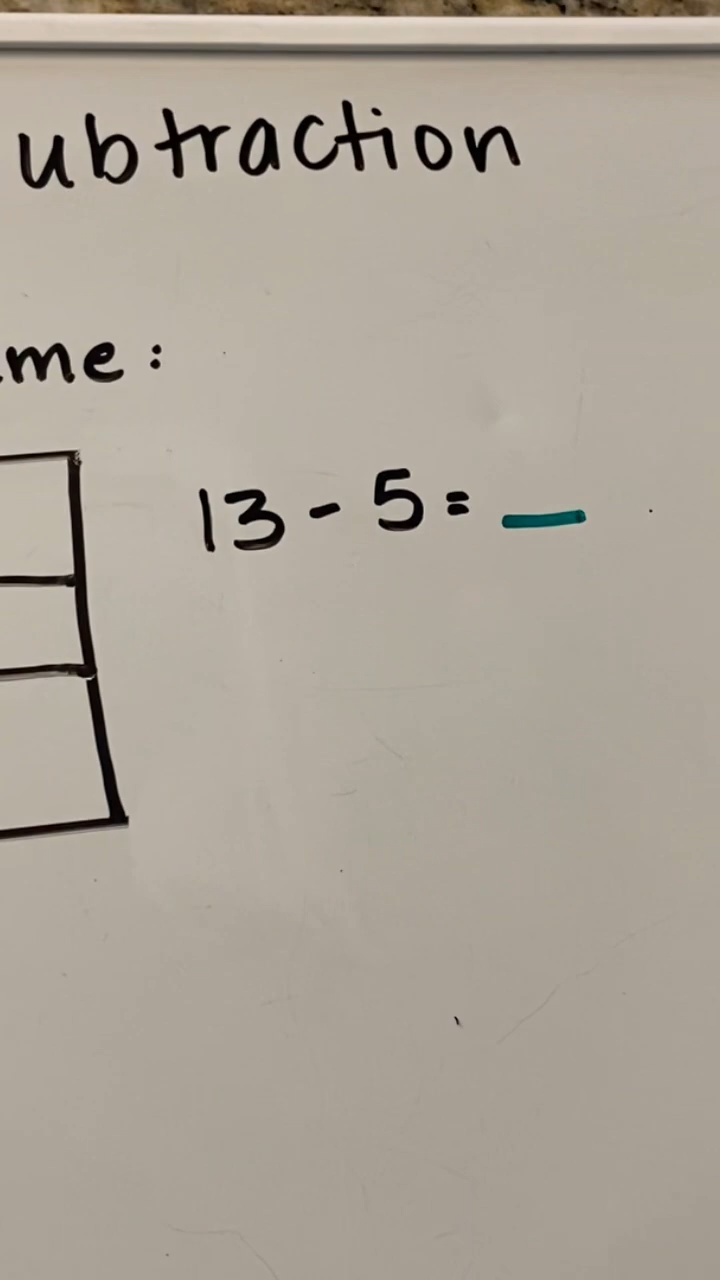 ubtraction
me:
13 - 5 = _